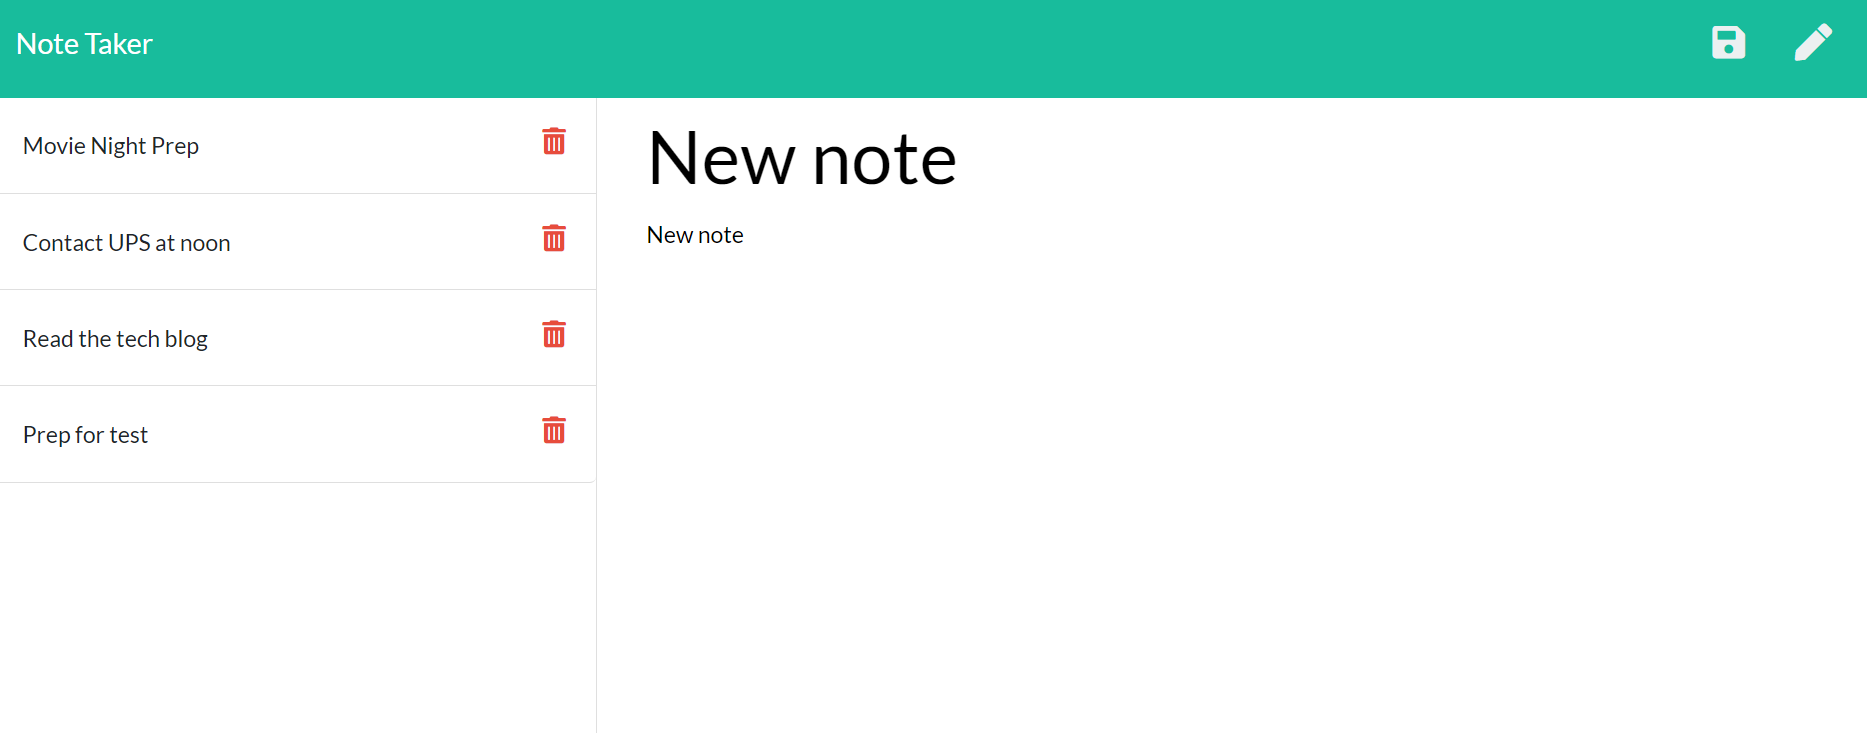 Note Taker
Movie Night Prep
Contact UPS at noon
Read the tech blog
Prep for test
New note
New note